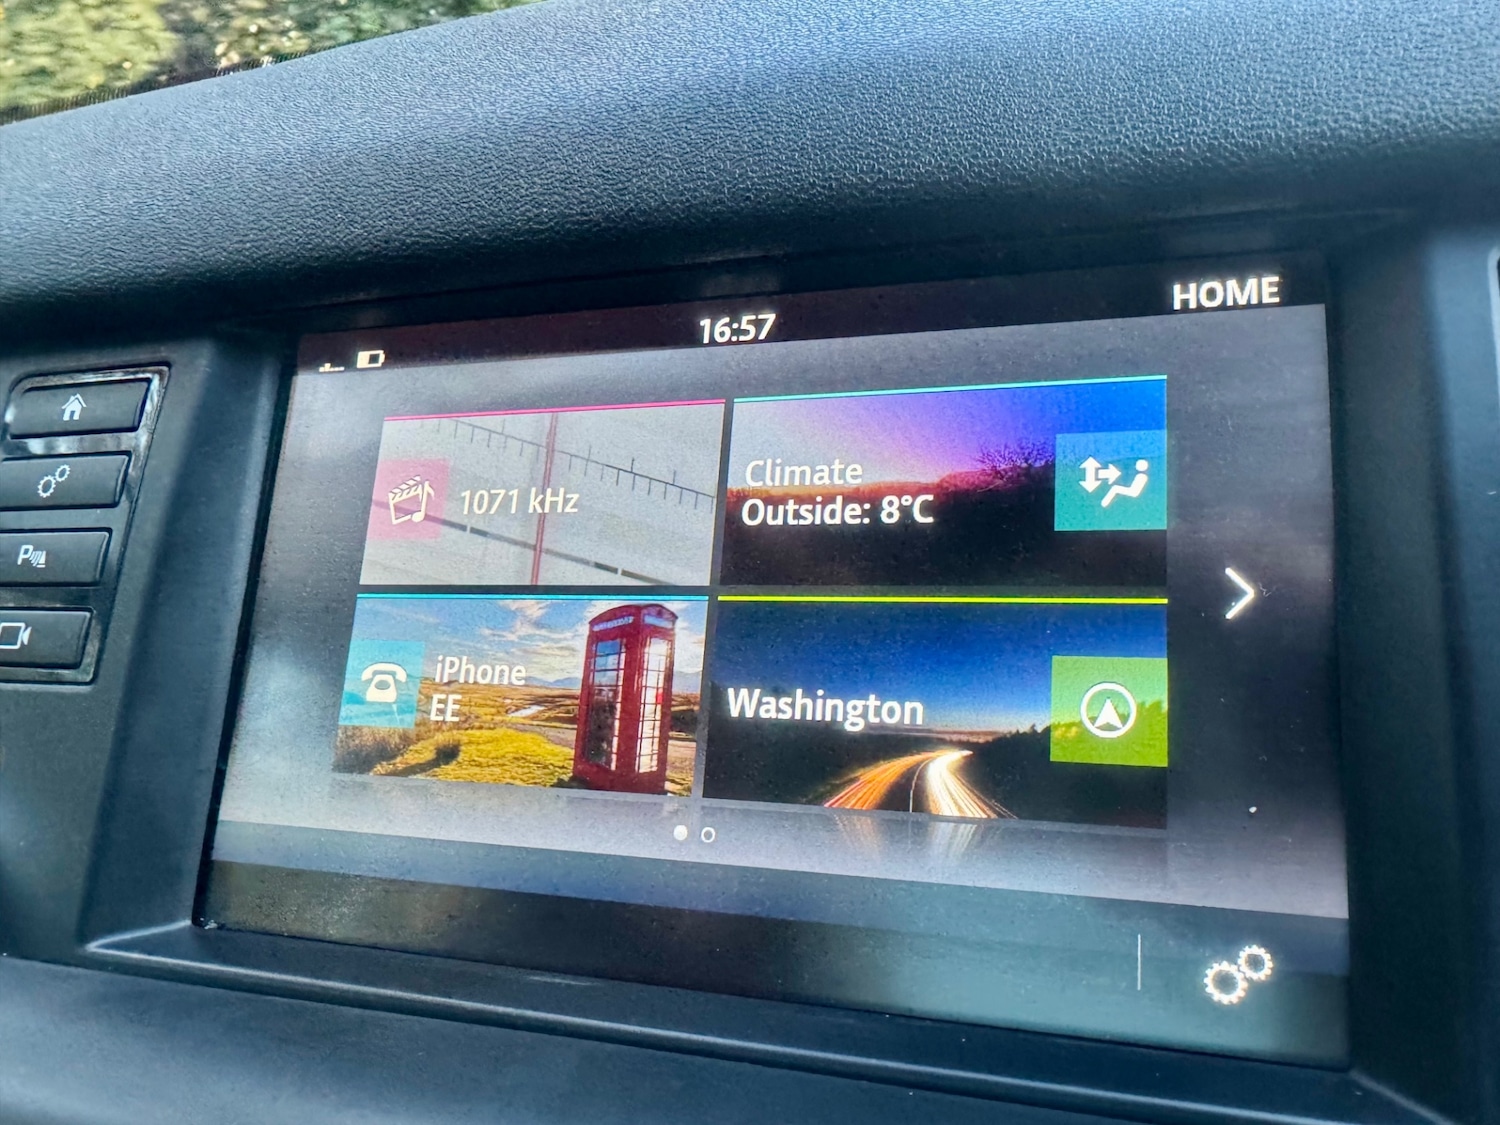 HOME
16:57
1071 kHz
Climate
Outside: 8°C
iPhone
EE
Washington
P